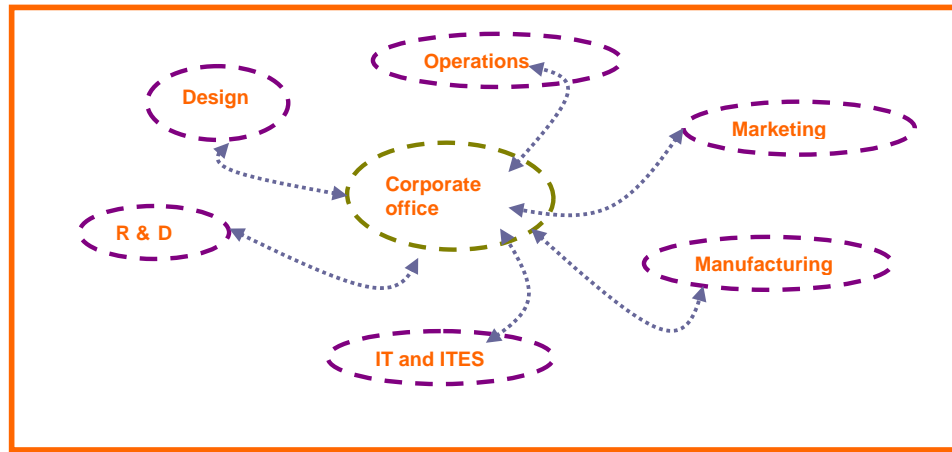 Operations
Design
Marketing
Corporate
office
R & D
Manufacturing
IT and ITES